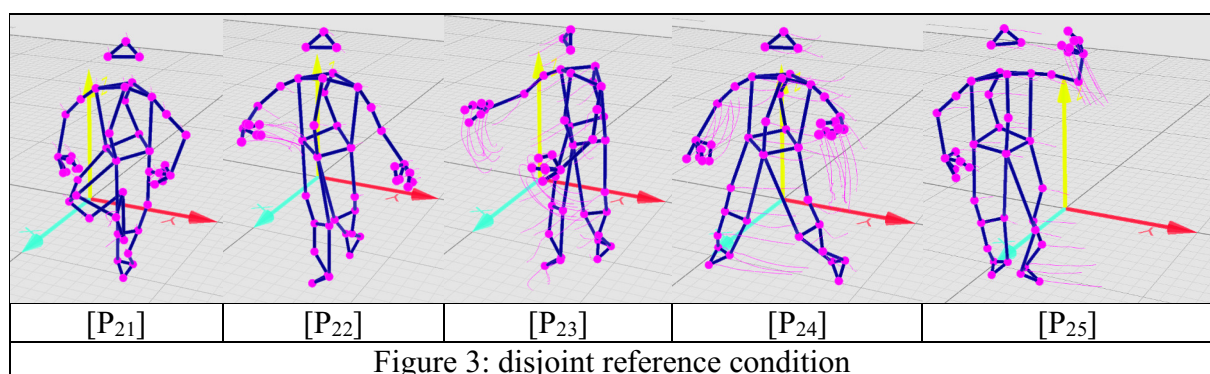 [P₂₁] [P₂₂] [P₂₃] [P₂₄] [P₂₅]
Figure 3: disjoint reference condition